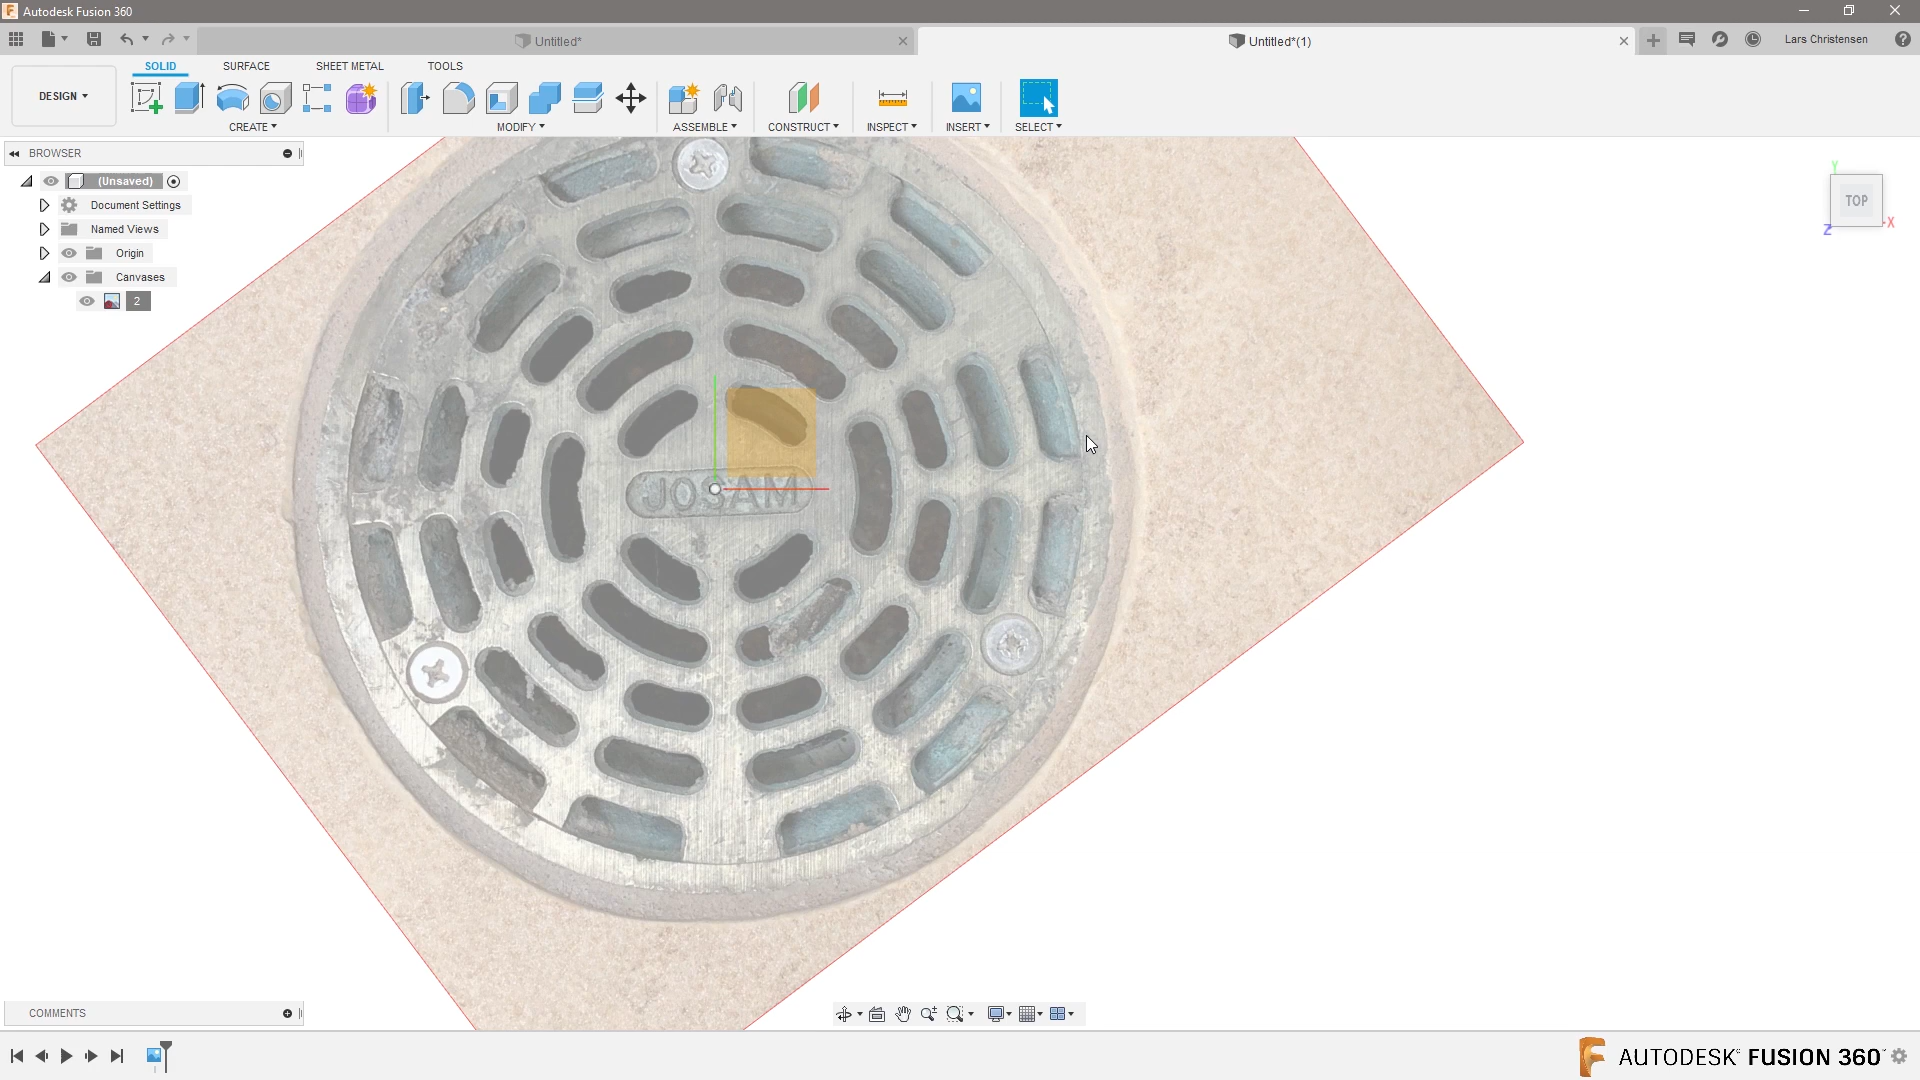 Autodesk Fusion 360
Untitled*
Untitled*(1)
Lars Christensen
SOLID
SURFACE
SHEET METAL
TOOLS
DESIGN
CREATE
MODIFY
ASSEMBLE
CONSTRUCT
INSPECT
INSERT
SELECT
BROWSER
(Unsaved)
Document Settings
Named Views
Origin
Canvases
2
Y
TOP
X
Z
JOSAM
COMMENTS
AUTODESK FUSION 360